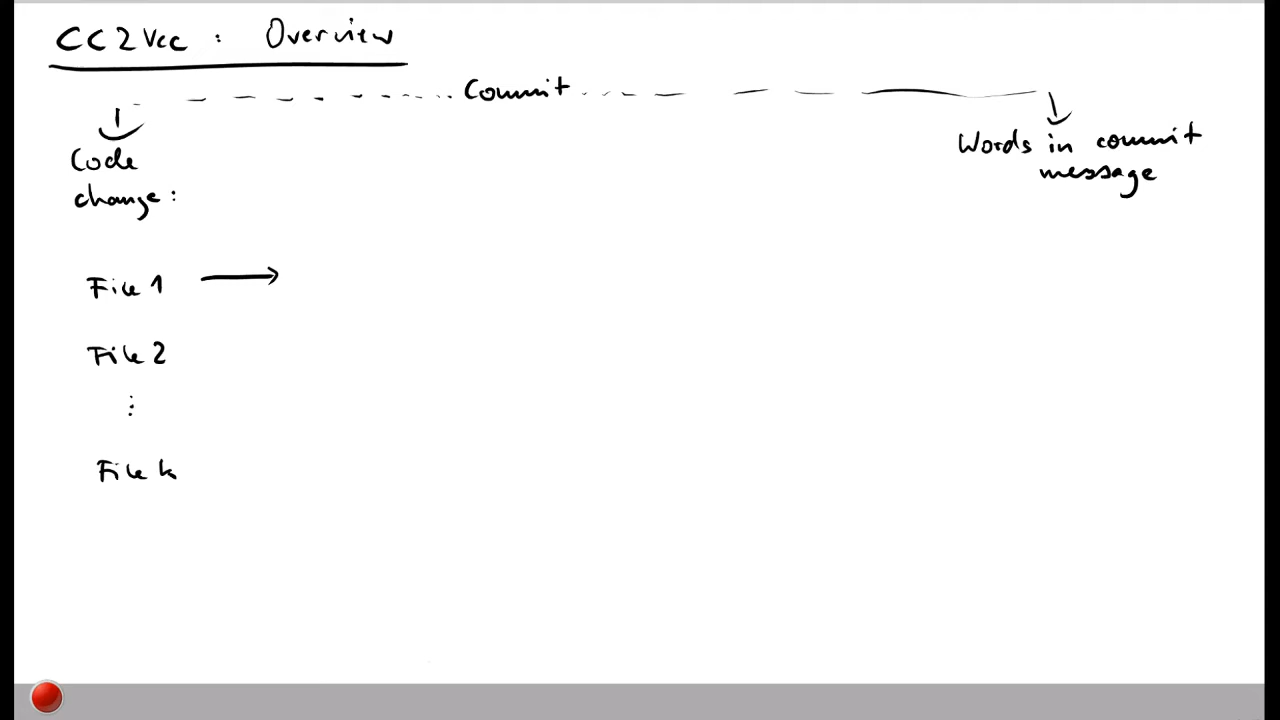 CC2Vec : Overview
Commit
Code
change :
Words in commit
message
File 1
File 2
⋮
File k